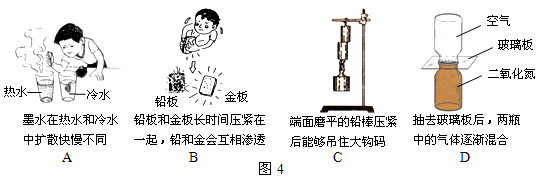 热水
冷水
墨水在热水和冷水
中扩散快慢不同
A
铅板
金板
铅板和金板长时间压紧在
一起，铅和金会互相渗透
B
端面磨平的铅棒压紧
后能够吊住大钩码
C
空气
玻璃板
二氧化氮
抽去玻璃板后，两瓶
中的气体逐渐混合
D
图 4